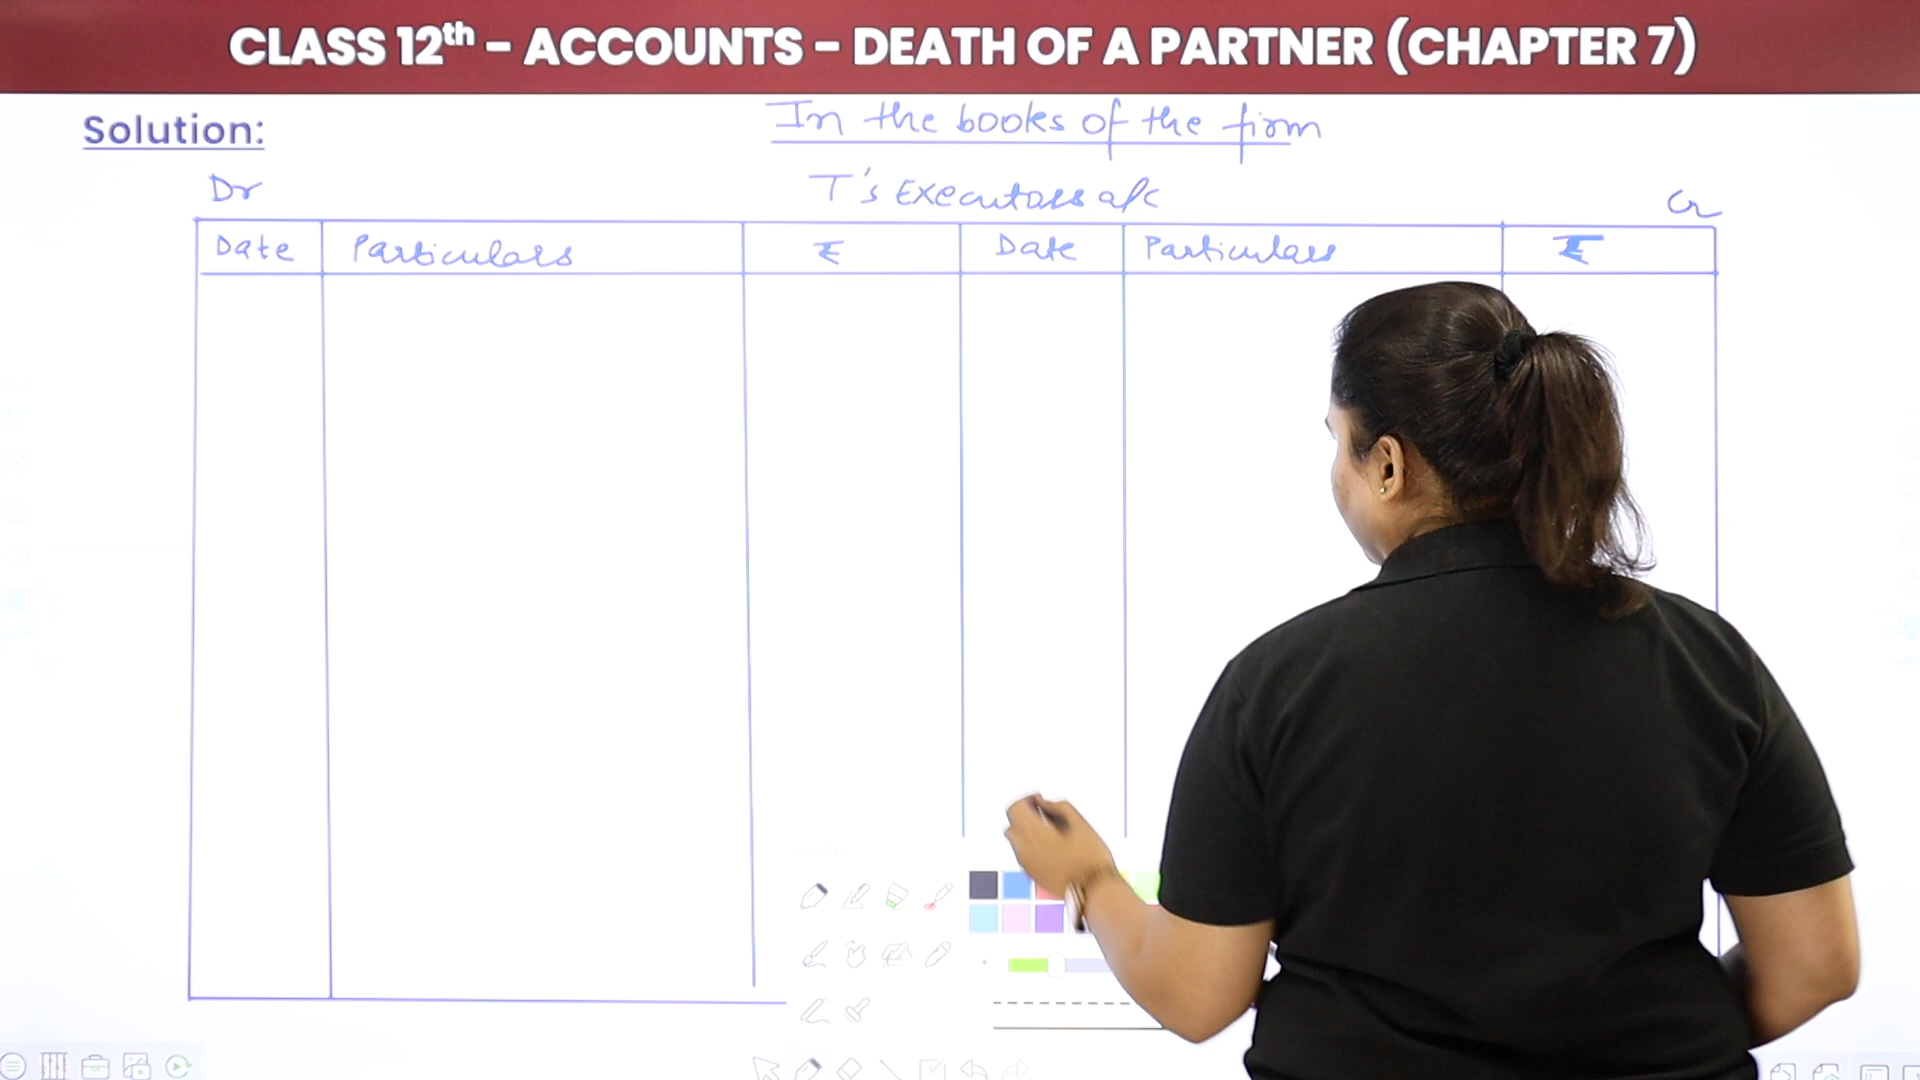 CLASS 12th - ACCOUNTS - DEATH OF A PARTNER (CHAPTER 7)
Solution:
In the books of the firm
Dr T's Executors a/c Cr
Date Particulars ₹ Date Particulars ₹